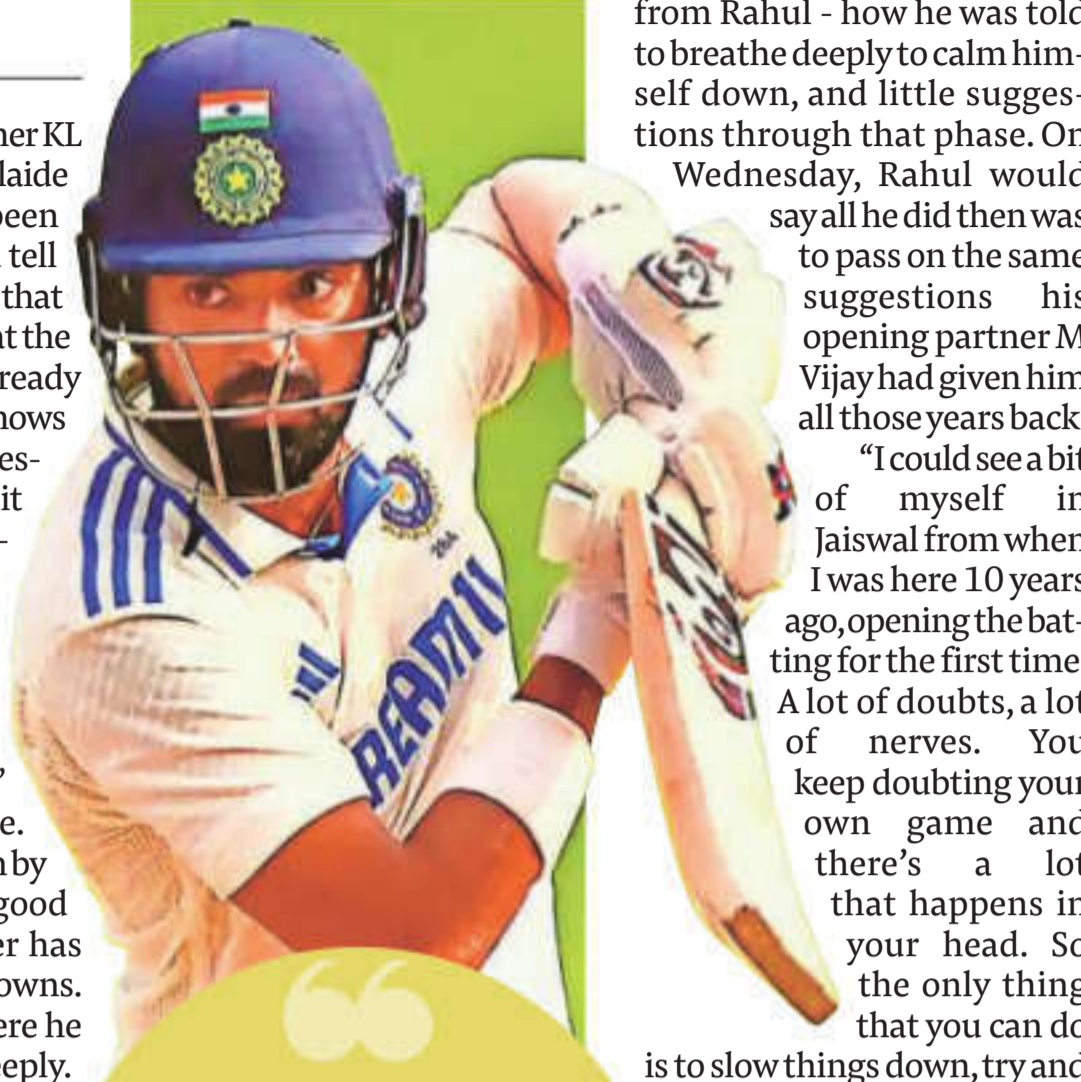 ner KL
laide
been
tell
that
at the
ready
nows
es-
it
-
,
e.
n by
good
er has
owns.
ere he
eeply.
284
DREAM11
from Rahul - how he was told
to breathe deeply to calm him-
self down, and little sugges-
tions through that phase. On
Wednesday, Rahul would
say all he did then was
to pass on the same
suggestions his
opening partner M
Vijay had given him
all those years back
“I could see a bit
of myself in
Jaiswal from when
I was here 10 years
ago, opening the bat-
ting for the first time
A lot of doubts, a lot
of nerves. You
keep doubting your
own game and
there’s a lot
that happens in
your head. So
the only thing
that you can do
is to slow things down, try and
“